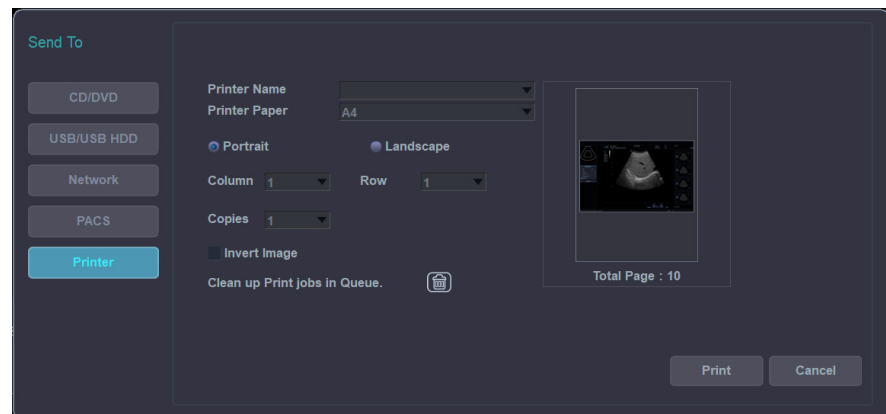 Send To
CD/DVD
USB/USB HDD
Network
PACS
Printer
Printer Name
Printer Paper A4
Portrait Landscape
Column 1 Row 1
Copies 1
Invert Image
Clean up Print jobs in Queue.
Total Page : 10
Print Cancel